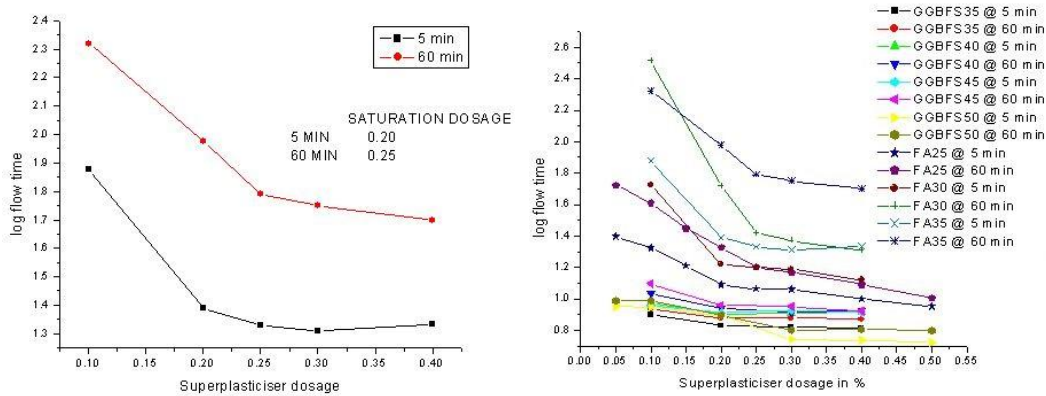 2.4
2.3
2.2
2.1
2.0
1.9
1.8
1.7
1.6
1.5
1.4
1.3
log flow time
5 min
60 min
SATURATION DOSAGE
5 MIN 0.20
60 MIN 0.25
0.10 0.15 0.20 0.25 0.30 0.35 0.40
Superplasticiser dosage
2.6
2.4
2.2
2.0
1.8
1.6
1.4
1.2
1.0
0.8
log flow time
0.00 0.05 0.10 0.15 0.20 0.25 0.30 0.35 0.40 0.45 0.50 0.55
Superplasticiser dosage in %
GGBFS35 @ 5 min
GGBFS35 @ 60 min
GGBFS40 @ 5 min
GGBFS40 @ 60 min
GGBFS45 @ 5 min
GGBFS45 @ 60 min
GGBFS50 @ 5 min
GGBFS50 @ 60 min
FA25 @ 5 min
FA25 @ 60 min
FA30 @ 5 min
FA30 @ 60 min
FA35 @ 5 min
FA35 @ 60 min